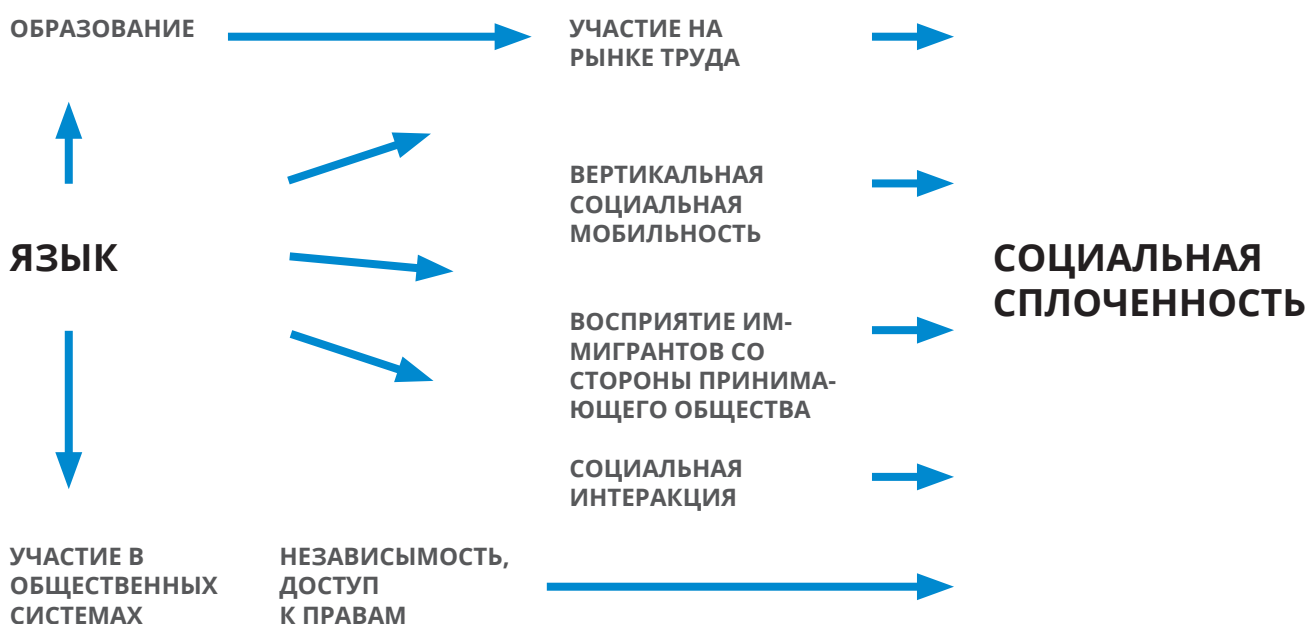 ОБРАЗОВАНИЕ
УЧАСТИЕ НА
РЫНКЕ ТРУДА
ВЕРТИКАЛЬНАЯ
СОЦИАЛЬНАЯ
МОБИЛЬНОСТЬ
ЯЗЫК
СОЦИАЛЬНАЯ
СПЛОЧЕННОСТЬ
ВОСПРИЯТИЕ ИМ-
МИГРАНТОВ СО
СТОРОНЫ ПРИНИМА-
ЮЩЕГО ОБЩЕСТВА
СОЦИАЛЬНАЯ
ИНТЕРАКЦИЯ
УЧАСТИЕ В
ОБЩЕСТВЕННЫХ
СИСТЕМАХ
НЕЗАВИСЫМОСТЬ,
ДОСТУП
К ПРАВАМ